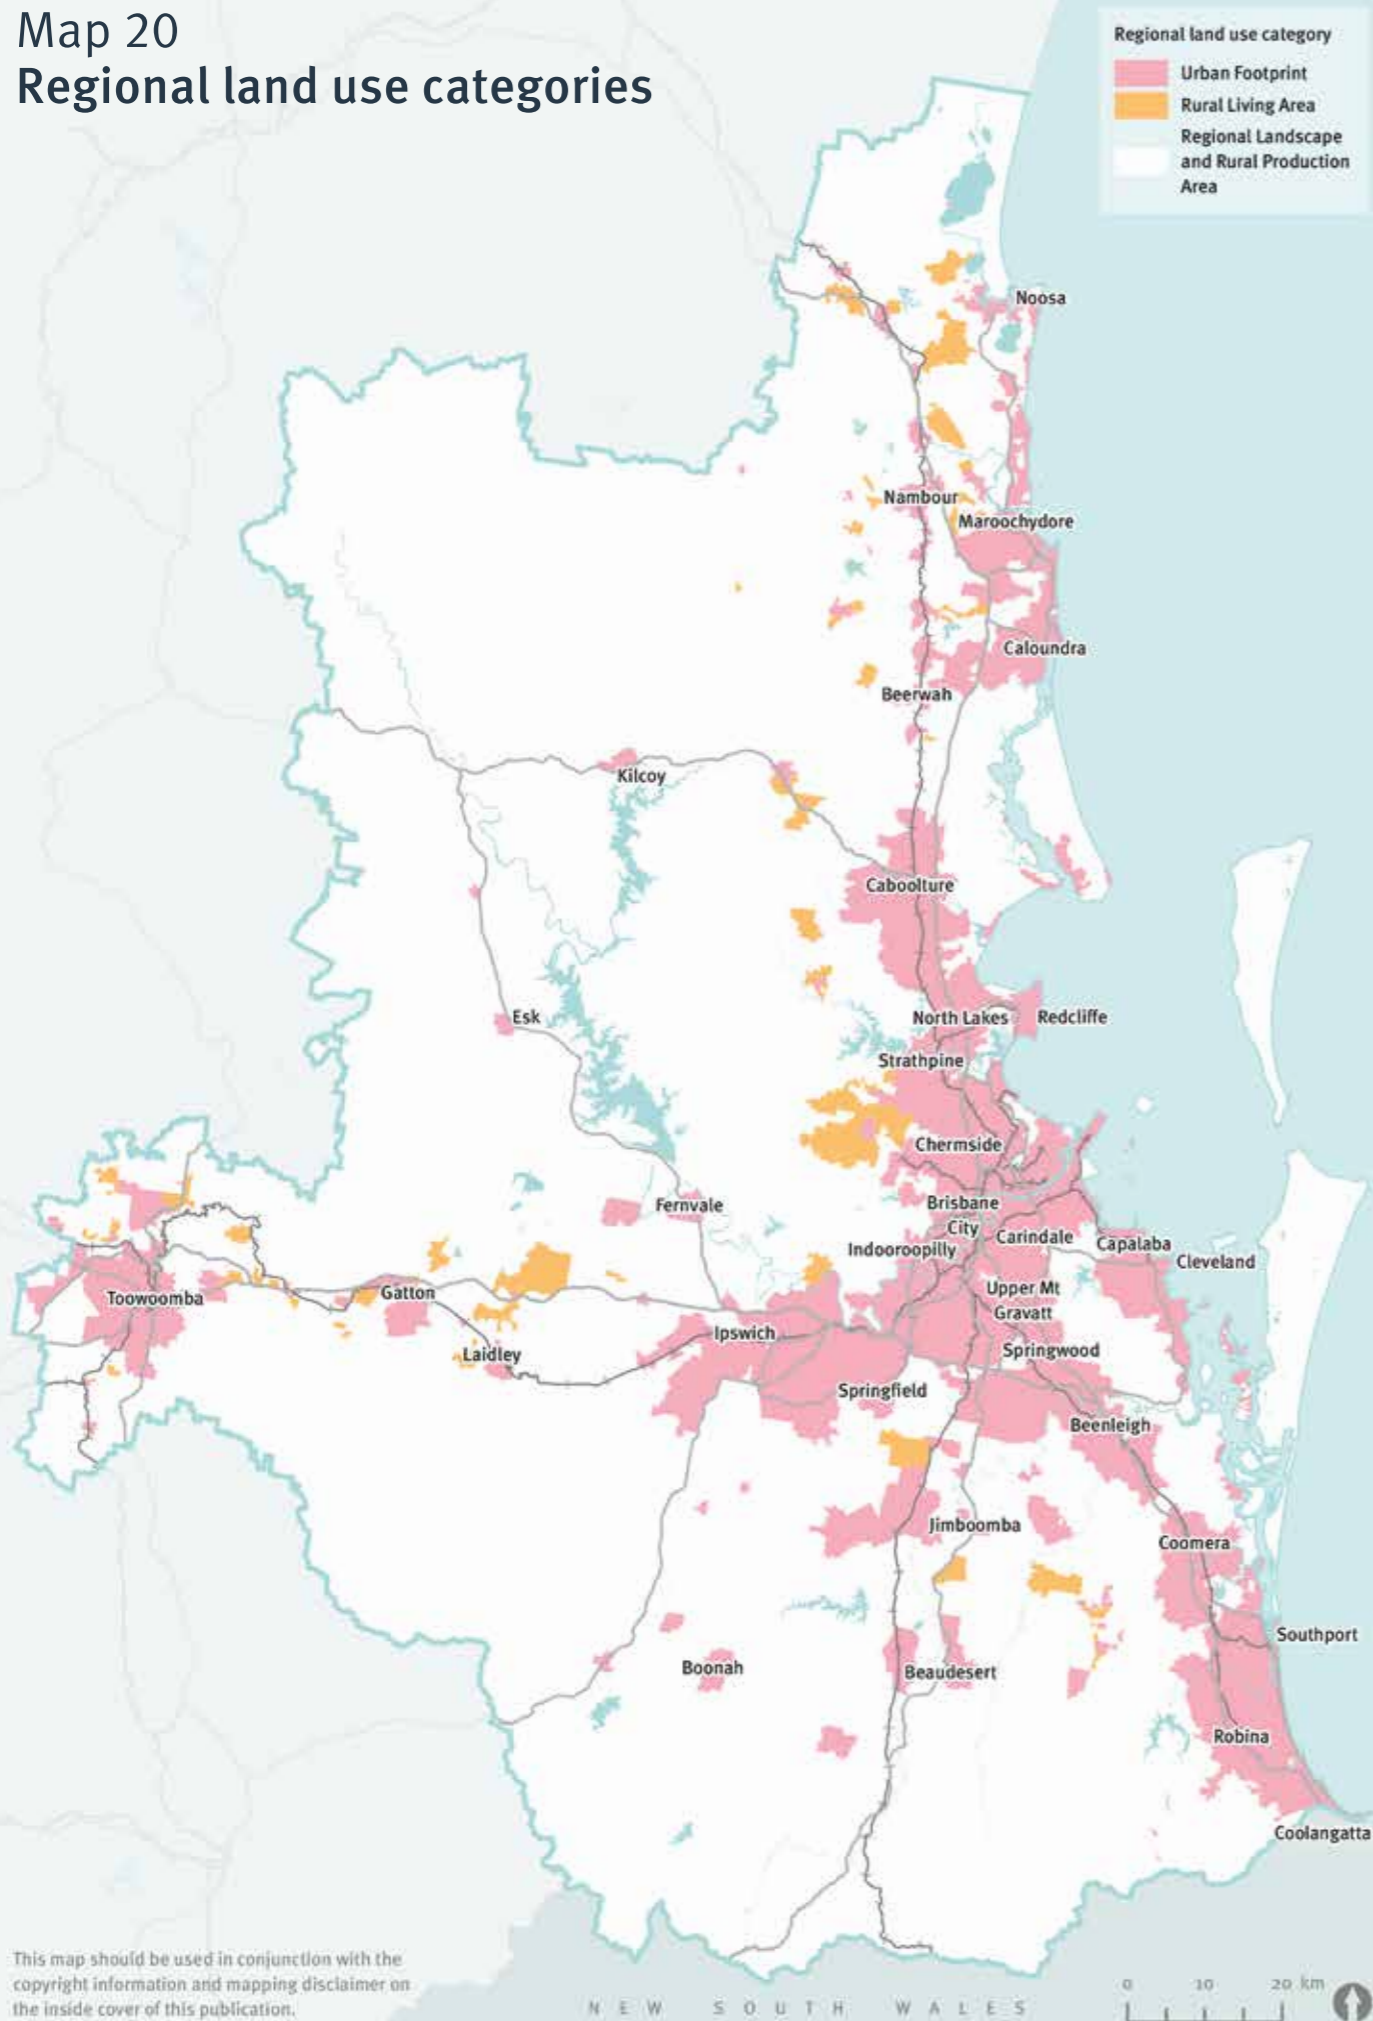 Map 20
Regional land use categories
Regional land use category
Urban Footprint
Rural Living Area
Regional Landscape
and Rural Production
Area
Noosa
Nambour
Maroochydore
Caloundra
Beerwah
Kilcoy
Caboolture
Esk
North Lakes
Redcliffe
Strathpine
Chermside
Fernvale
Brisbane
City
Carindale
Capalaba
Indooroopilly
Cleveland
Upper Mt
Gravatt
Toowoomba
Gatton
Ipswich
Laidley
Springwood
Springfield
Beenleigh
Jimboomba
Coomera
Southport
Boonah
Beaudesert
Robina
Coolangatta
This map should be used in conjunction with the
copyright information and mapping disclaimer on
the inside cover of this publication.
NEW SOUTH WALES
0 10 20 km